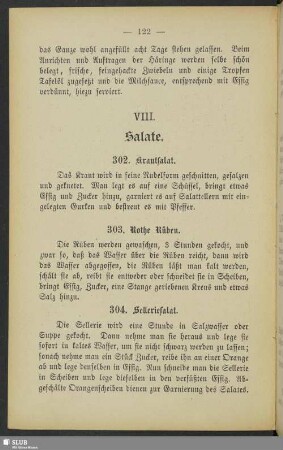 — 122 —
das Ganze wohl angefüllt acht Tage stehen gelassen. Beim
Anrichten und Auftragen der Häringe werden selbe schön
belegt, frische, feingehackte Zwiebeln und einige Tropfen
Tafelöl zugesetzt und die Milchsauce, entsprechend mit Essig
verdünnt, hiezu servirt.
VIII.
Salate.
302. Krautsalat.
Das Kraut wird in feine Nudelform geschnitten, gesalzen
und geknetet. Man legt es auf eine Schüssel, bringt etwas
Essig und Zucker hinzu, garniert es auf Salattellern mit ein-
gelegten Gurken und bestreut es mit Pfeffer.
303. Rothe Rüben.
Die Rüben werden gewaschen, 3 Stunden gekocht, und
zwar so, daß das Wasser über die Rüben reicht, dann wird
das Wasser abgegossen, die Rüben läßt man kalt werden,
schält sie ab, reibt sie entweder oder schneidet sie in Scheiben,
bringt Essig, Zucker, eine Stange geriebenen Krens und etwas
Salz hinzu.
304. Selleriesalat.
Die Sellerie wird eine Stunde in Salzwasser oder
Suppe gekocht. Dann nehme man sie heraus und lege sie
sofort in kaltes Wasser, um sie nicht schwarz werden zu lassen;
sonach nehme man ein Stück Zucker, reibe ihn an einer Orange
ab und lege denselben in Essig. Nun schneide man die Sellerie
in Scheiben und lege dieselben in den versüßten Essig. Ab-
geschälte Orangenscheiben dienen zur Garnierung des Salates.
SLUB